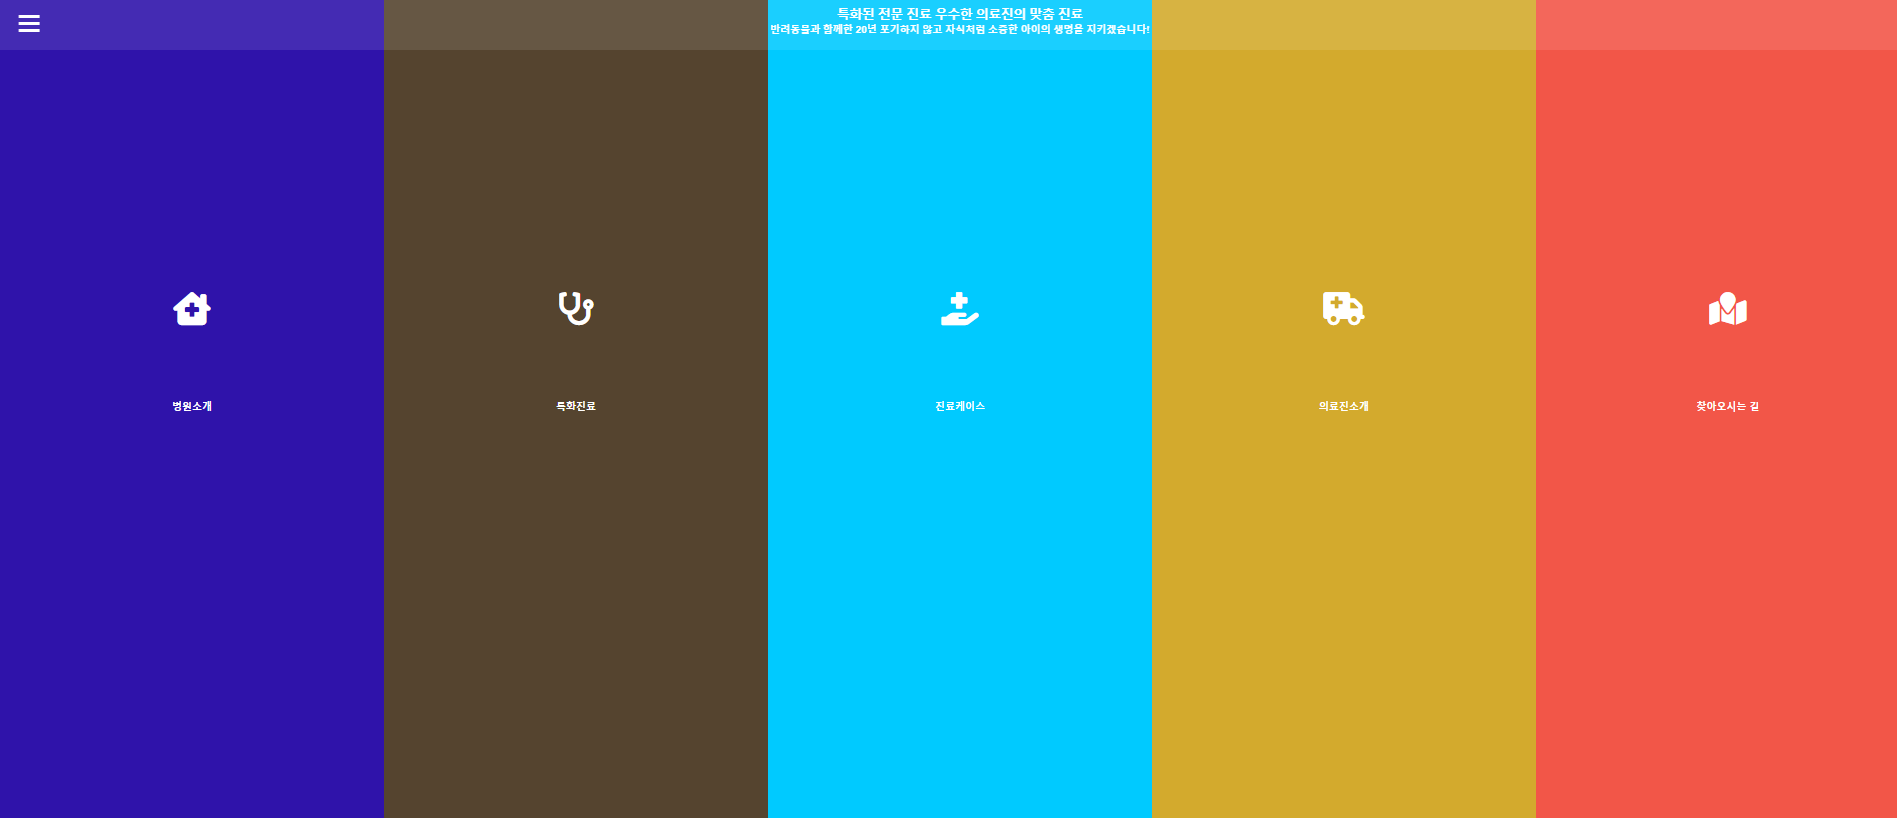 특화된 전문 진료 우수한 의료진의 맞춤 진료
반려동물과 함께한 20년 포기하지 않고 자식처럼 소중한 아이의 생명을 지키겠습니다!
병원소개
특화진료
진료케이스
의료진소개
찾아오시는 길